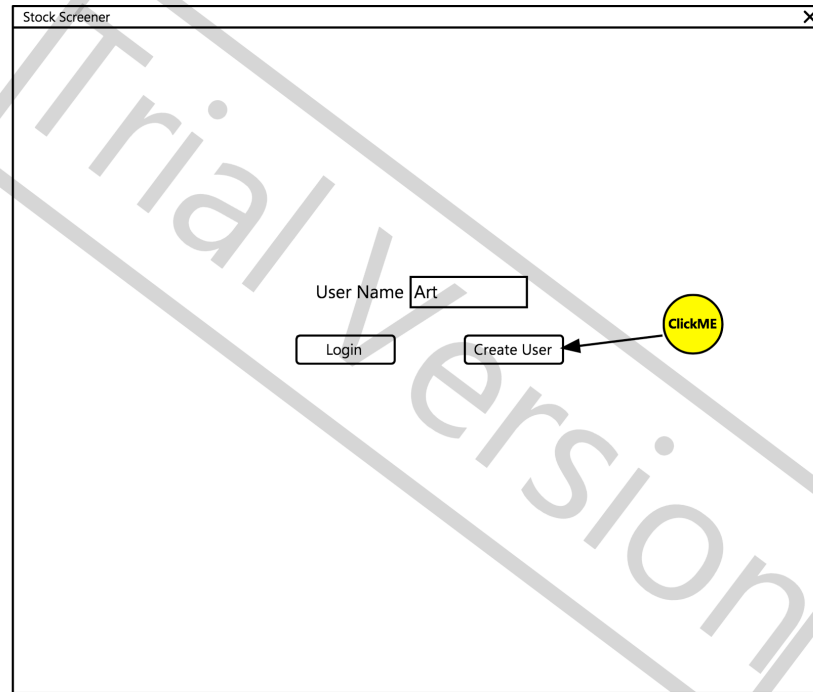 Stock Screener
User Name Art
ClickME
Login Create User
Trial Version